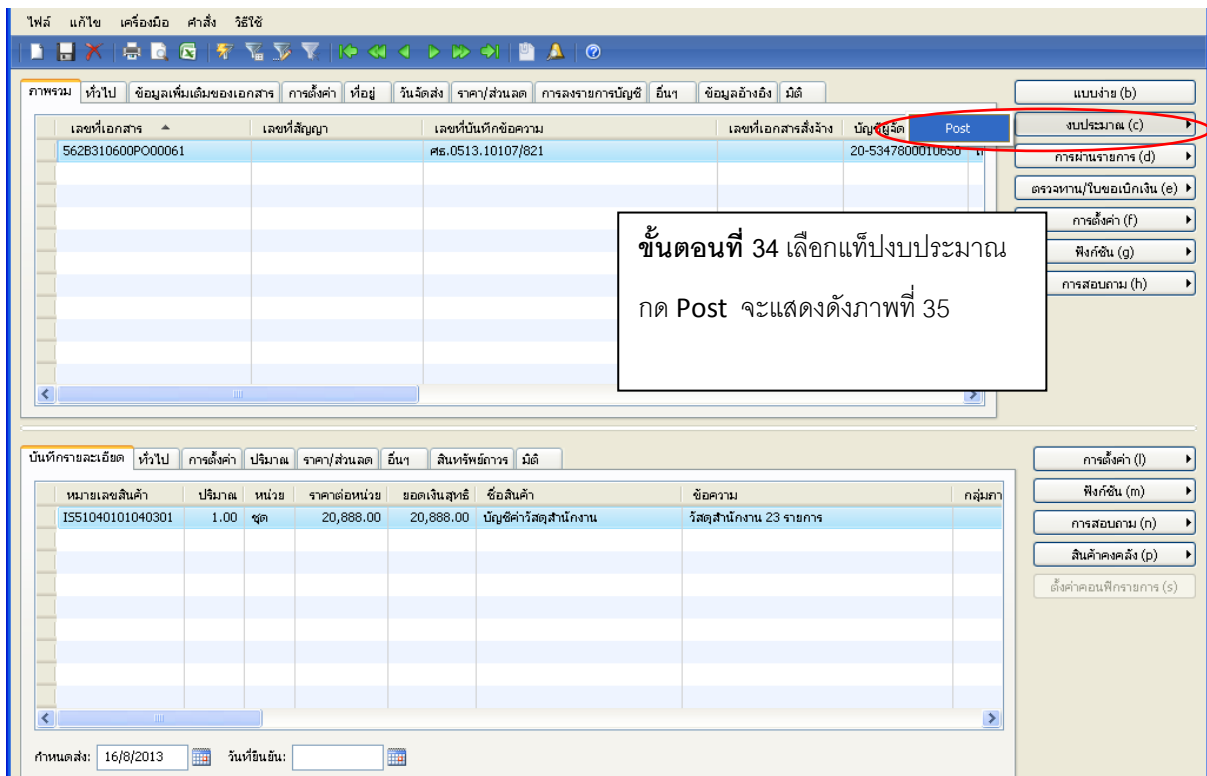 ไฟล์ แก้ไข เครื่องมือ คำสั่ง วิธีใช้
ภาพรวม ทั่วไป ข้อมูลเพิ่มเติมของเอกสาร การตั้งค่า ที่อยู่ วันจัดส่ง ราคา/ส่วนลด การลงรายการบัญชี อื่นๆ ข้อมูลอ้างอิง มิติ
แบบง่าย (b)
เลขที่เอกสาร เลขที่สัญญา เลขที่บันทึกข้อความ เลขที่เอกสารสั่งจ้าง บัญชีผู้จัด Post งบประมาณ (c)
562B310600PO00061 ศธ.0513.10107/821 20-5347800010650
การผ่านรายการ (d)
ตรวจทาน/ใบขอเบิกเงิน (e)
การตั้งค่า (f)
ฟังก์ชัน (g)
การสอบถาม (h)
ขั้นตอนที่ 34 เลือกแท็ปงบประมาณ
กด Post จะแสดงดังภาพที่ 35
บันทึกรายละเอียด ทั่วไป การตั้งค่า ปริมาณ ราคา/ส่วนลด อื่นๆ สินทรัพย์ถาวร มิติ
การตั้งค่า (l)
หมายเลขสินค้า ปริมาณ หน่วย ราคาต่อหน่วย ยอดเงินสุทธิ ชื่อสินค้า ข้อความ กลุ่มภา
ฟังก์ชัน (m)
IS51040101040301 1.00 ชุด 20,888.00 20,888.00 บัญชีค่าวัสดุสำนักงาน วัสดุสำนักงาน 23 รายการ
การสอบถาม (n)
สินค้าคงคลัง (p)
ตั้งค่าคอนฟิกรายการ (s)
กำหนดส่ง: 16/8/2013 วันที่ยืนยัน: